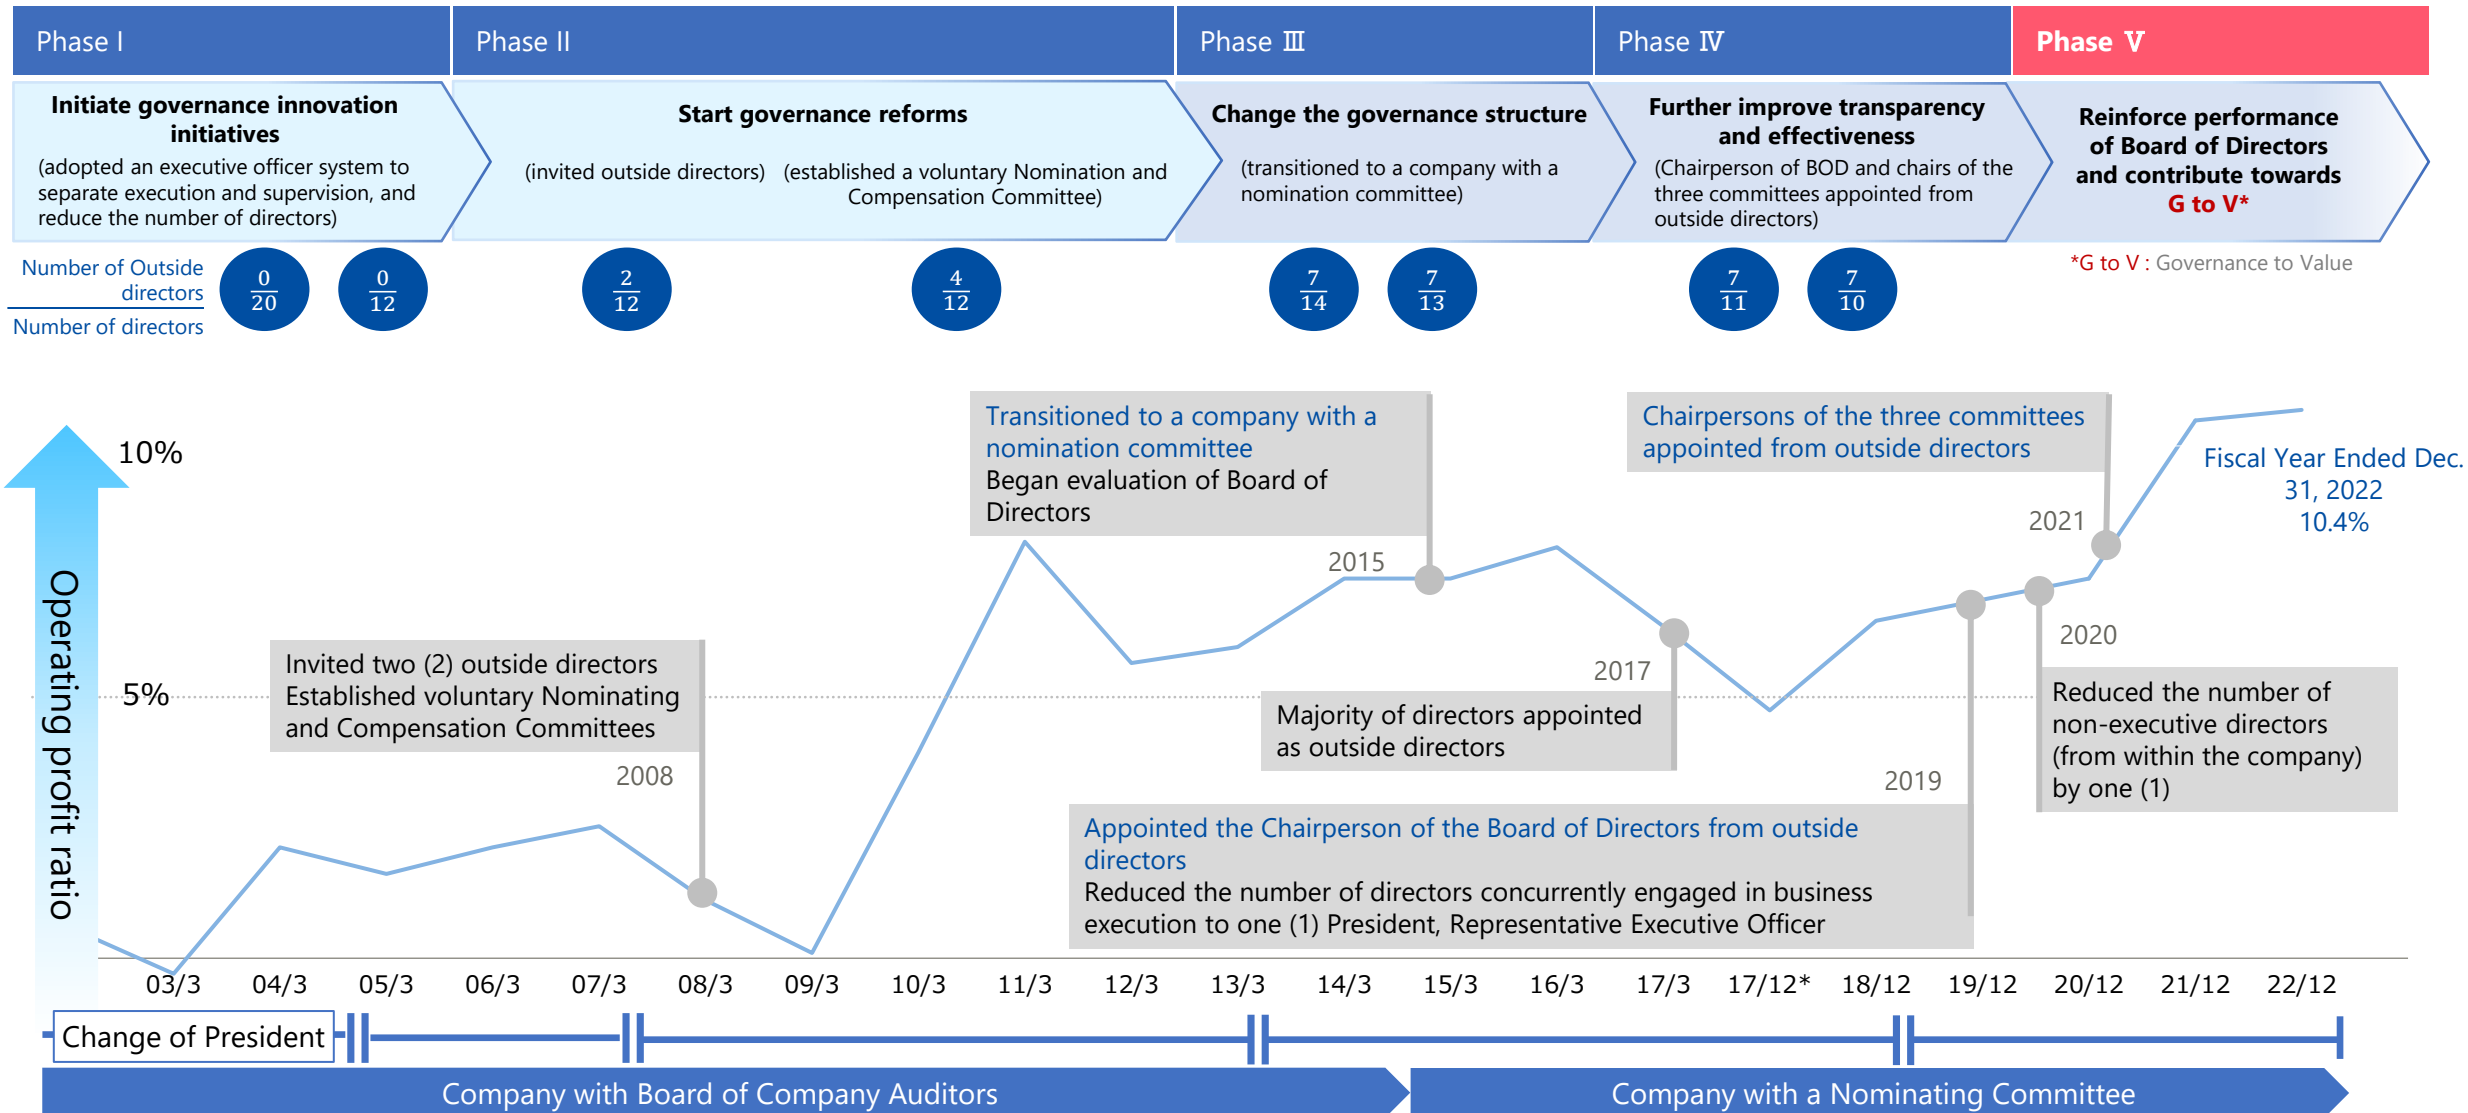 Phase I
Phase II
Phase Ⅲ
Phase Ⅳ
Phase Ⅴ
Initiate governance innovation
initiatives
(adopted an executive officer system to
separate execution and supervision, and
reduce the number of directors)
Start governance reforms
(invited outside directors)
(established a voluntary Nomination and
Compensation Committee)
Change the governance structure
(transitioned to a company with a
nomination committee)
Further improve transparency
and effectiveness
(Chairperson of BOD and chairs of the
three committees appointed from
outside directors)
Reinforce performance
of Board of Directors
and contribute towards
G to V*
*G to V : Governance to Value
Number of Outside
directors
Number of directors
0
20
0
12
2
12
4
12
7
14
7
13
7
11
7
10
Operating profit ratio
10%
5%
Invited two (2) outside directors
Established voluntary Nominating
and Compensation Committees
2008
Transitioned to a company with a
nomination committee
Began evaluation of Board of
Directors
2015
Majority of directors appointed
as outside directors
2017
Appointed the Chairperson of the Board of Directors from outside
directors
Reduced the number of directors concurrently engaged in business
execution to one (1) President, Representative Executive Officer
2019
Reduced the number of
non-executive directors
(from within the company)
by one (1)
2020
Chairpersons of the three committees
appointed from outside directors
2021
Fiscal Year Ended Dec.
31, 2022
10.4%
03/3 04/3 05/3 06/3 07/3 08/3 09/3 10/3 11/3 12/3 13/3 14/3 15/3 16/3 17/3 17/12* 18/12 19/12 20/12 21/12 22/12
Change of President
Company with Board of Company Auditors
Company with a Nominating Committee